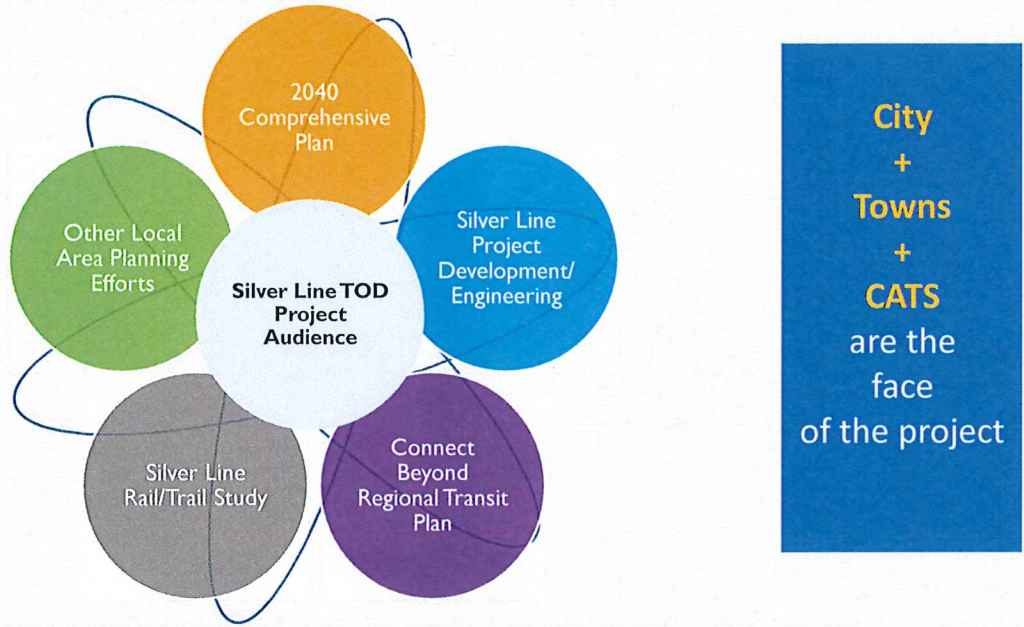 2040
Comprehensive
Plan
Silver Line
Project
Development/
Engineering
Connect
Beyond
Regional Transit
Plan
Silver Line
Rail/Trail Study
Other Local
Area Planning
Efforts
Silver Line TOD
Project
Audience
City
+
Towns
+
CATS
are the
face
of the project